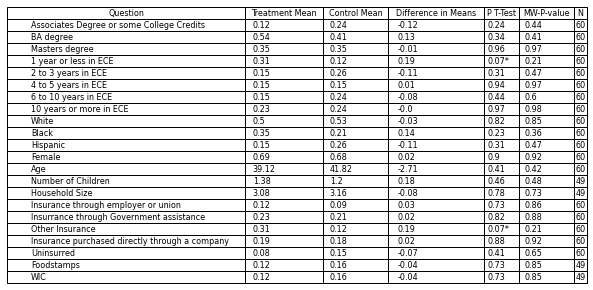 Question Treatment Mean Control Mean Difference in Means P T-Test MW-P-value N
Associates Degree or some College Credits 0.12 0.24 -0.12 0.24 0.44 60
BA degree 0.54 0.41 0.13 0.34 0.41 60
Masters degree 0.35 0.35 -0.01 0.96 0.97 60
1 year or less in ECE 0.31 0.12 0.19 0.07* 0.21 60
2 to 3 years in ECE 0.15 0.26 -0.11 0.31 0.47 60
4 to 5 years in ECE 0.15 0.15 0.01 0.94 0.97 60
6 to 10 years in ECE 0.15 0.24 -0.08 0.44 0.6 60
10 years or more in ECE 0.23 0.24 -0.0 0.97 0.98 60
White 0.5 0.53 -0.03 0.82 0.85 60
Black 0.35 0.21 0.14 0.23 0.36 60
Hispanic 0.15 0.26 -0.11 0.31 0.47 60
Female 0.69 0.68 0.02 0.9 0.92 60
Age 39.12 41.82 -2.71 0.41 0.42 60
Number of Children 1.38 1.2 0.18 0.46 0.48 49
Household Size 3.08 3.16 -0.08 0.78 0.73 49
Insurance through employer or union 0.12 0.09 0.03 0.73 0.86 60
Insurrance through Government assistance 0.23 0.21 0.02 0.82 0.88 60
Other Insurance 0.31 0.12 0.19 0.07* 0.21 60
Insurance purchased directly through a company 0.19 0.18 0.02 0.88 0.92 60
Uninsurred 0.08 0.15 -0.07 0.41 0.65 60
Foodstamps 0.12 0.16 -0.04 0.73 0.85 49
WIC 0.12 0.16 -0.04 0.73 0.85 49